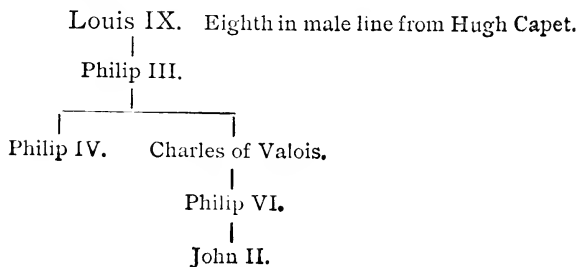 Louis IX. Eighth in male line from Hugh Capet.
Philip III.
Philip IV. Charles of Valois.
Philip VI.
John II.